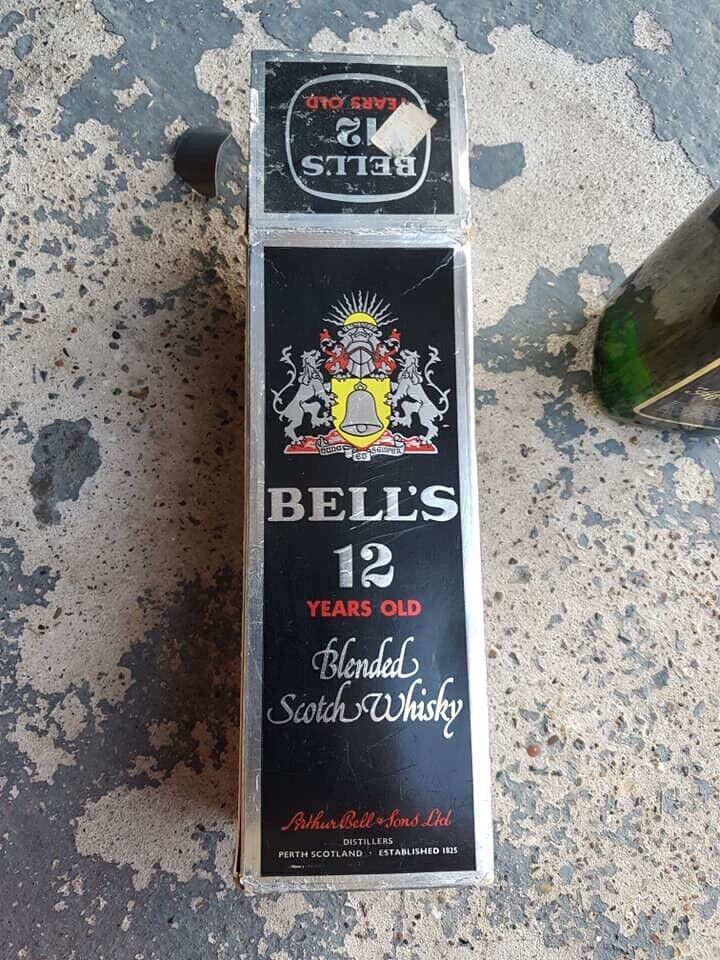 BELL'S
12
YEARS OLD
BELL'S
12
YEARS OLD
Blended
Scotch Whisky
Arthur Bell & Sons Ltd
DISTILLERS
PERTH SCOTLAND · ESTABLISHED 1825